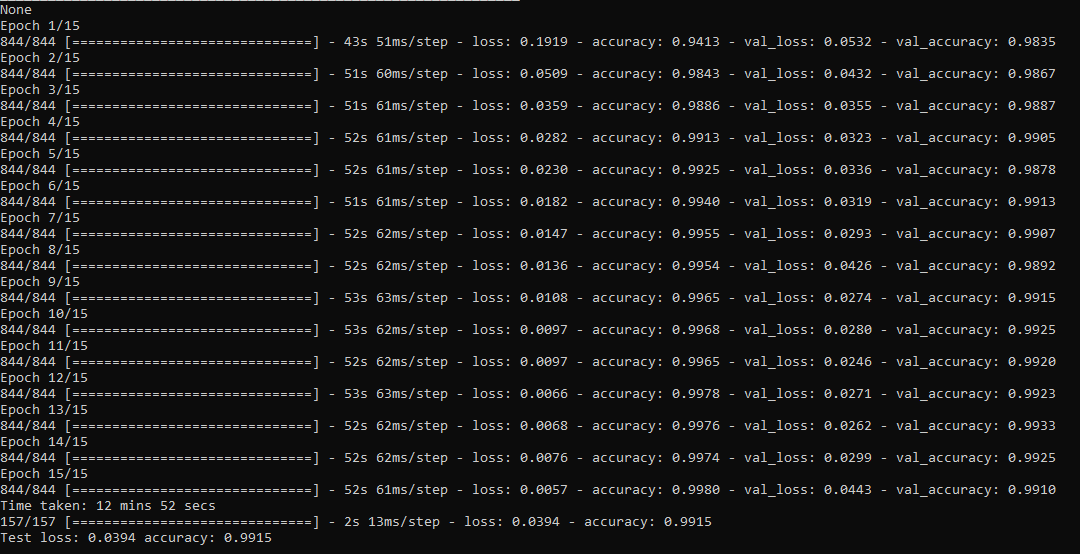 None
Epoch 1/15
844/844 [==============================] - 43s 51ms/step - loss: 0.1919 - accuracy: 0.9413 - val_loss: 0.0532 - val_accuracy: 0.9835
Epoch 2/15
844/844 [==============================] - 51s 60ms/step - loss: 0.0509 - accuracy: 0.9843 - val_loss: 0.0432 - val_accuracy: 0.9867
Epoch 3/15
844/844 [==============================] - 51s 61ms/step - loss: 0.0359 - accuracy: 0.9886 - val_loss: 0.0355 - val_accuracy: 0.9887
Epoch 4/15
844/844 [==============================] - 52s 61ms/step - loss: 0.0282 - accuracy: 0.9913 - val_loss: 0.0323 - val_accuracy: 0.9905
Epoch 5/15
844/844 [==============================] - 52s 61ms/step - loss: 0.0230 - accuracy: 0.9925 - val_loss: 0.0336 - val_accuracy: 0.9878
Epoch 6/15
844/844 [==============================] - 51s 61ms/step - loss: 0.0182 - accuracy: 0.9940 - val_loss: 0.0319 - val_accuracy: 0.9913
Epoch 7/15
844/844 [==============================] - 52s 62ms/step - loss: 0.0147 - accuracy: 0.9955 - val_loss: 0.0293 - val_accuracy: 0.9907
Epoch 8/15
844/844 [==============================] - 52s 62ms/step - loss: 0.0136 - accuracy: 0.9954 - val_loss: 0.0426 - val_accuracy: 0.9892
Epoch 9/15
844/844 [==============================] - 53s 63ms/step - loss: 0.0108 - accuracy: 0.9965 - val_loss: 0.0274 - val_accuracy: 0.9915
Epoch 10/15
844/844 [==============================] - 53s 62ms/step - loss: 0.0097 - accuracy: 0.9968 - val_loss: 0.0280 - val_accuracy: 0.9925
Epoch 11/15
844/844 [==============================] - 52s 62ms/step - loss: 0.0097 - accuracy: 0.9965 - val_loss: 0.0246 - val_accuracy: 0.9920
Epoch 12/15
844/844 [==============================] - 53s 63ms/step - loss: 0.0066 - accuracy: 0.9978 - val_loss: 0.0271 - val_accuracy: 0.9923
Epoch 13/15
844/844 [==============================] - 52s 62ms/step - loss: 0.0068 - accuracy: 0.9976 - val_loss: 0.0262 - val_accuracy: 0.9933
Epoch 14/15
844/844 [==============================] - 52s 62ms/step - loss: 0.0076 - accuracy: 0.9974 - val_loss: 0.0299 - val_accuracy: 0.9925
Epoch 15/15
844/844 [==============================] - 52s 61ms/step - loss: 0.0057 - accuracy: 0.9980 - val_loss: 0.0443 - val_accuracy: 0.9910
Time taken: 12 mins 52 secs
157/157 [==============================] - 2s 13ms/step - loss: 0.0394 - accuracy: 0.9915
Test loss: 0.0394 accuracy: 0.9915